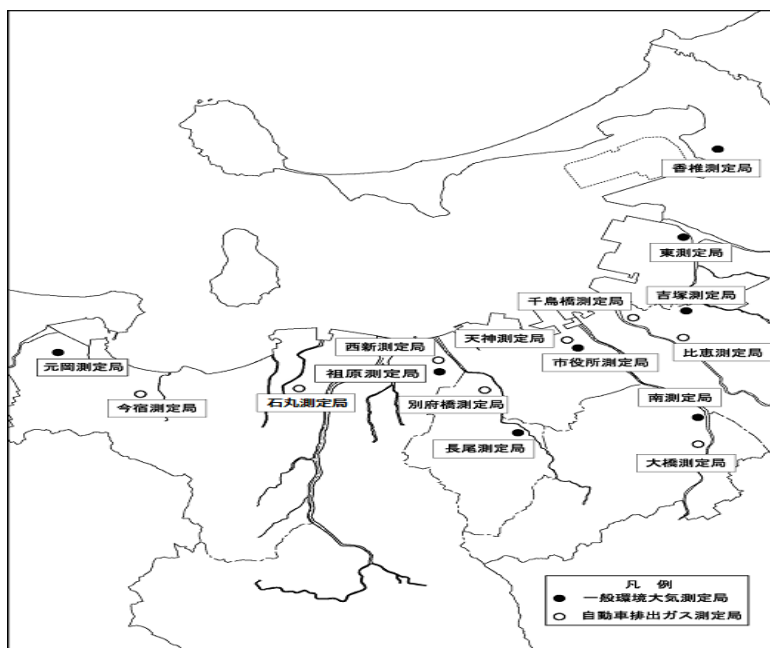 香椎測定局
東測定局
千鳥橋測定局
吉塚測定局
西新測定局
天神測定局
市役所測定局
比恵測定局
元岡測定局
祖原測定局
今宿測定局
石丸測定局
別府橋測定局
南測定局
長尾測定局
大橋測定局
凡 例
● 一般環境大気測定局
○ 自動車排出ガス測定局